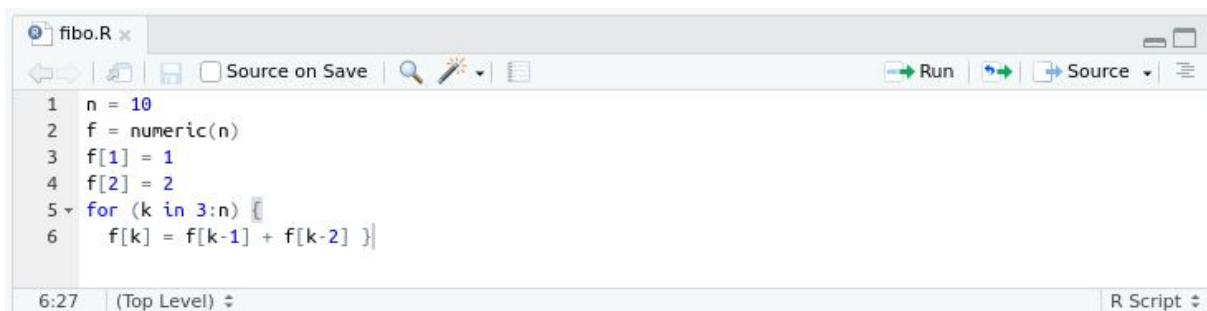 fibo.R
Source on Save Run Source
1 n = 10
2 f = numeric(n)
3 f[1] = 1
4 f[2] = 2
5 for (k in 3:n) {
6   f[k] = f[k-1] + f[k-2] }
6:27 (Top Level) R Script